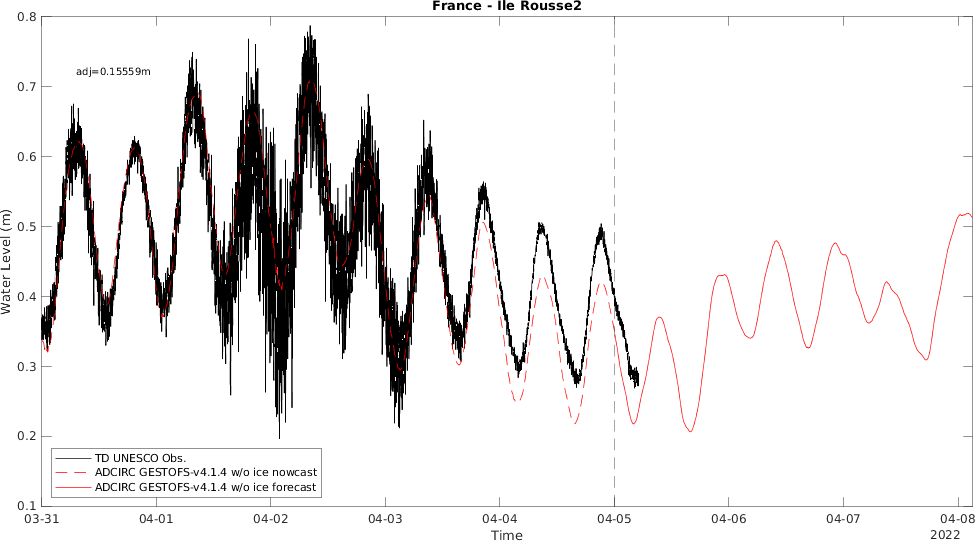 France - Ile Rousse2
adj=0.15559m
Water Level (m)
0.8
0.7
0.6
0.5
0.4
0.3
0.2
0.1
TD UNESCO Obs.
ADCIRC GESTOFS-v4.1.4 w/o ice nowcast
ADCIRC GESTOFS-v4.1.4 w/o ice forecast
03-31 04-01 04-02 04-03 04-04 04-05 04-06 04-07 04-08
Time
2022